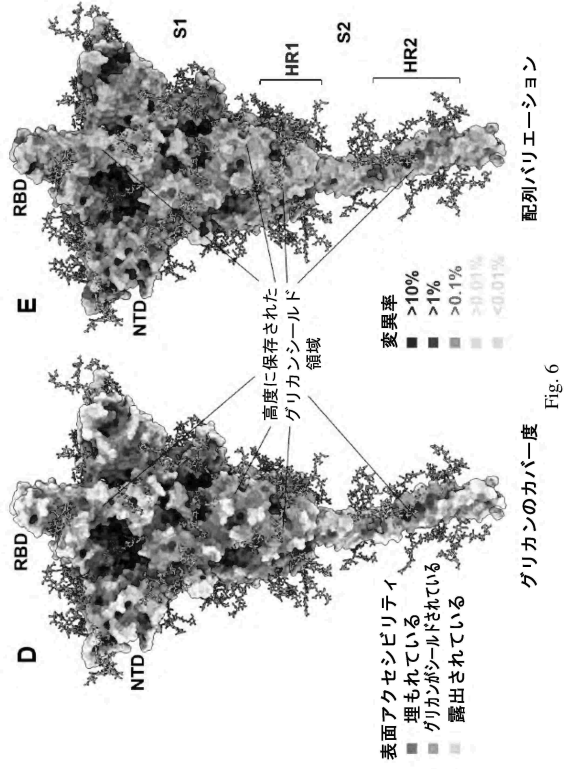 D
RBD
NTD
表面アクセシビリティ
埋もれている
グリカンがシールドされている
露出されている
グリカンのカバー度
高度に保存された
グリカンシールド
領域
E
RBD
NTD
S1
HR1
S2
HR2
変異率
>10%
>1%
>0.1%
>0.01%
<0.01%
配列バリエーション
Fig. 6